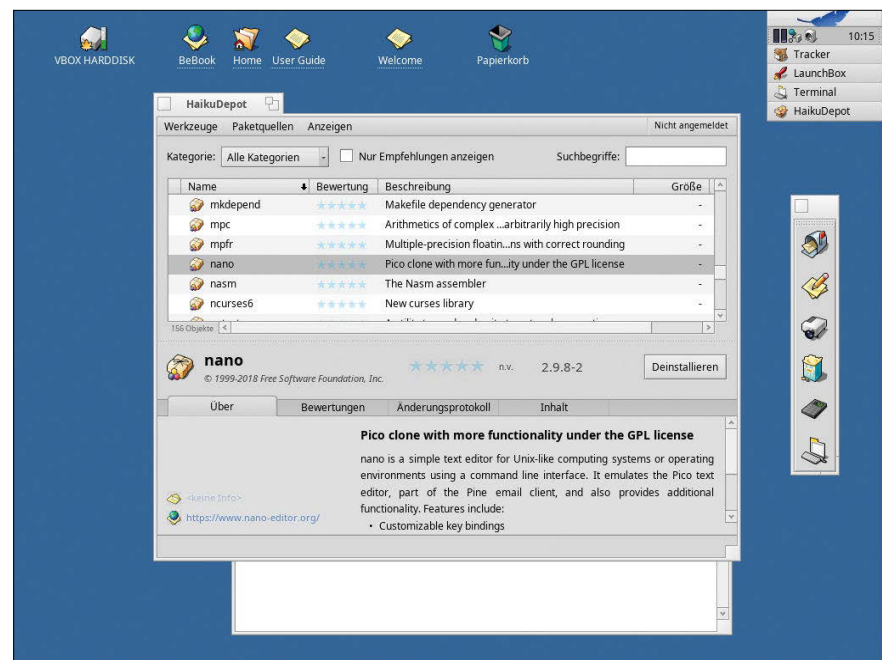 VBOX HARDDISK
BeBook
Home
User Guide
Welcome
Papierkorb
10:15
Tracker
LaunchBox
Terminal
HaikuDepot
HaikuDepot
Werkzeuge Paketquellen Anzeigen Nicht angemeldet
Kategorie: Alle Kategorien Nur Empfehlungen anzeigen Suchbegriffe:
Name Bewertung Beschreibung Größe
mkdepend Makefile dependency generator -
mpc Arithmetics of complex ...arbitrarily high precision -
mpfr Multiple-precision floatin...ns with correct rounding -
nano Pico clone with more fun...ity under the GPL license -
nasm The Nasm assembler -
ncurses6 New curses library -
156 Objekte
nano
© 1999-2018 Free Software Foundation, Inc.
n.v. 2.9.8-2 Deinstallieren
Über Bewertungen Änderungsprotokoll Inhalt
Pico clone with more functionality under the GPL license
nano is a simple text editor for Unix-like computing systems or operating
environments using a command line interface. It emulates the Pico text
editor, part of the Pine email client, and also provides additional
functionality. Features include:
• Customizable key bindings
<keine Info>
https://www.nano-editor.org/